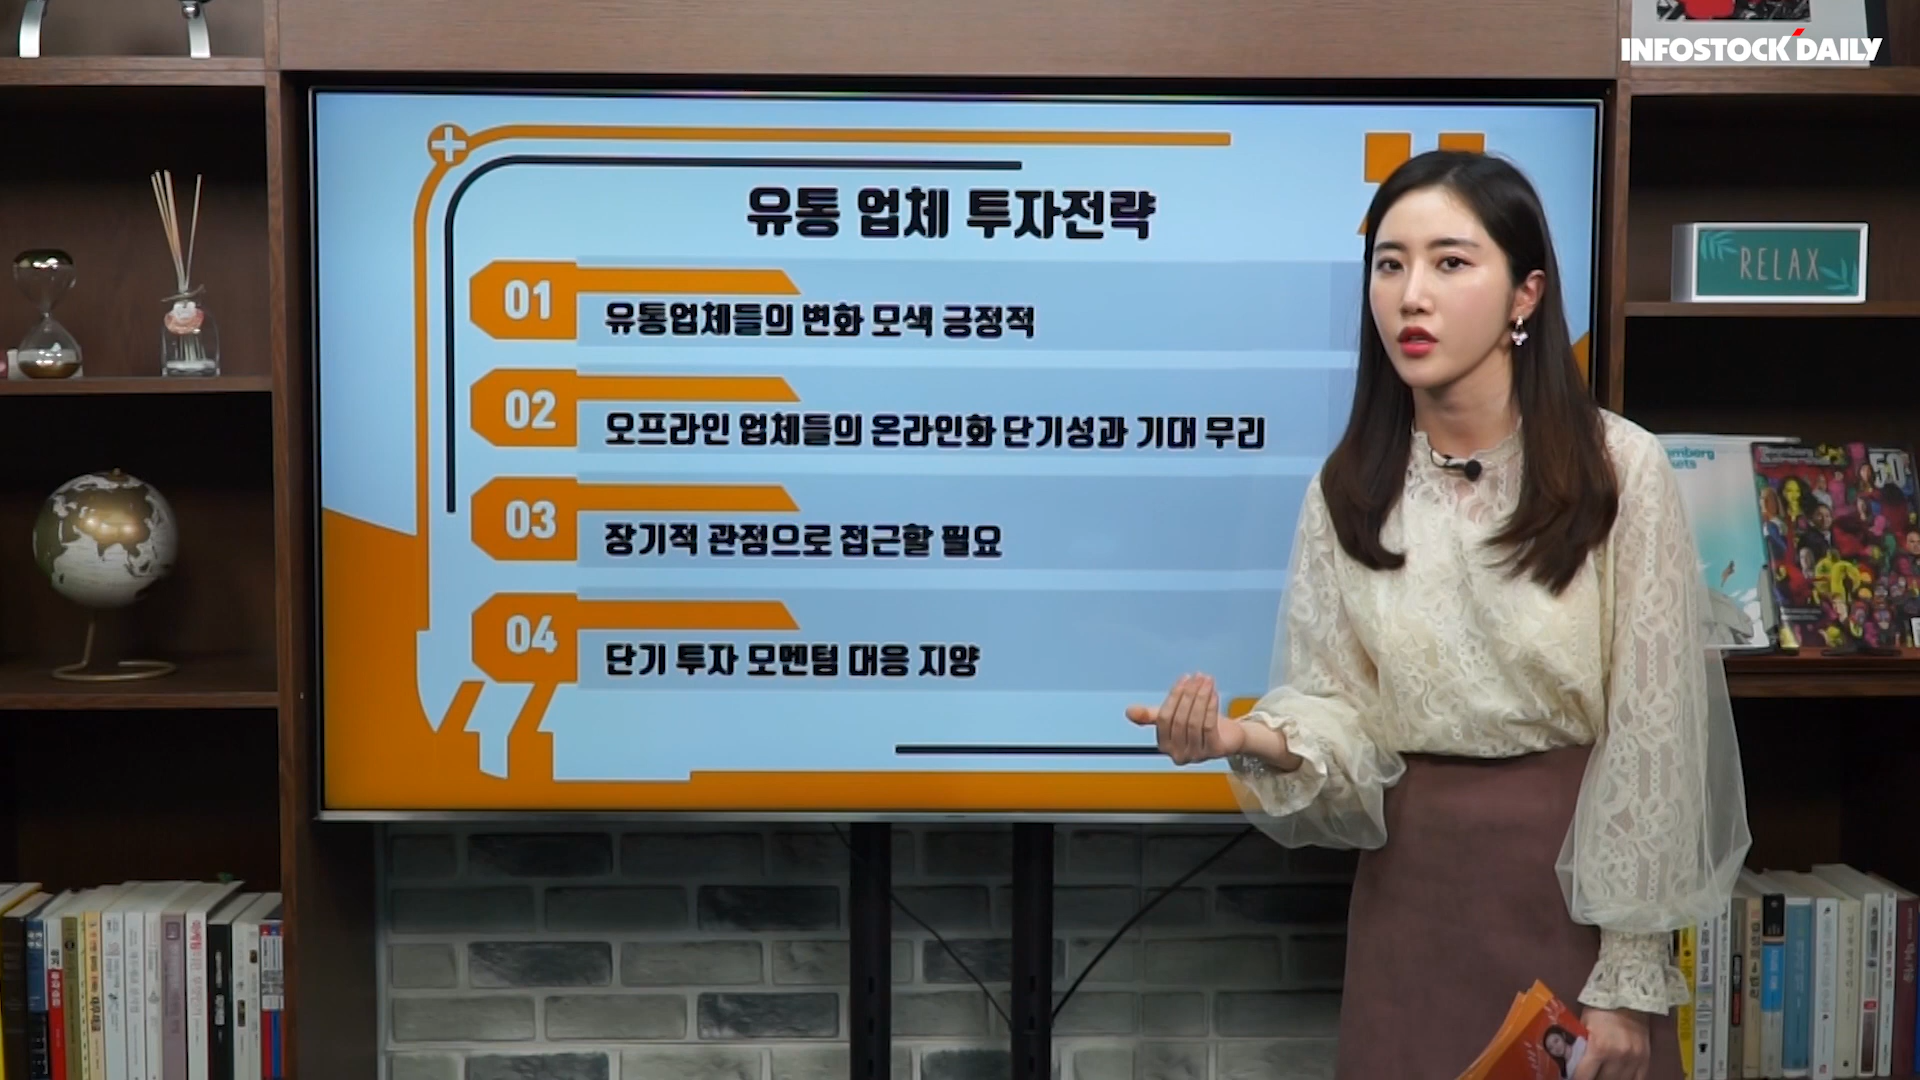 INFOSTOCK DAILY
유통 업체 투자전략
01
유통업체들의 변화 모색 긍정적
02
오프라인 업체들의 온라인화 단기성과 기대 무리
03
장기적 관점으로 접근할 필요
04
단기 투자 모멘텀 대응 지양
RELAX